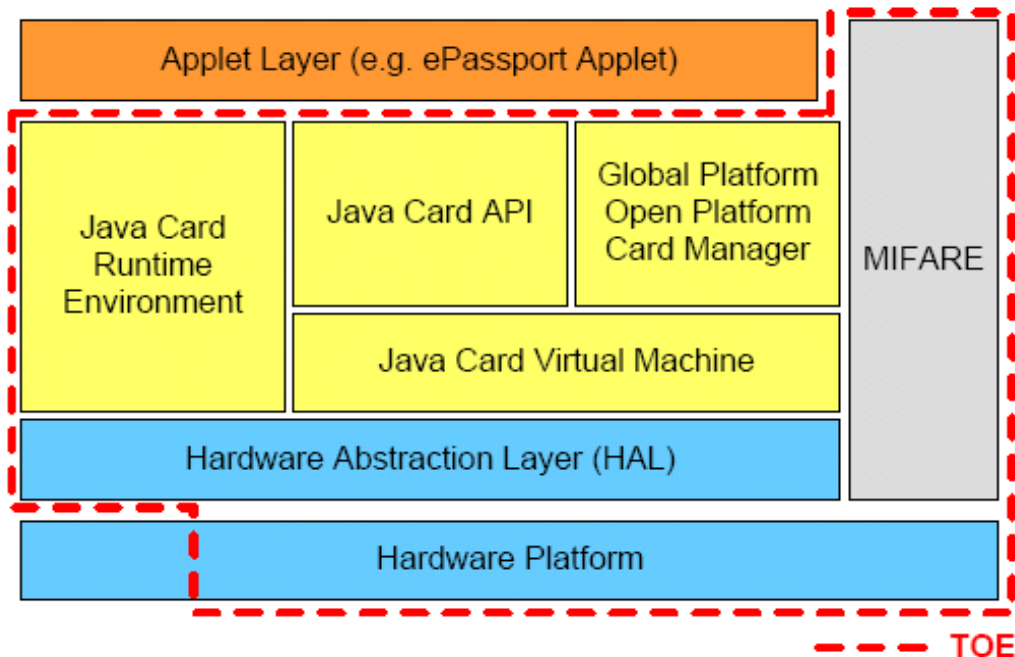 Applet Layer (e.g. ePassport Applet)
Java Card
Runtime
Environment
Java Card API
Global Platform
Open Platform
Card Manager
MIFARE
Java Card Virtual Machine
Hardware Abstraction Layer (HAL)
Hardware Platform
TOE